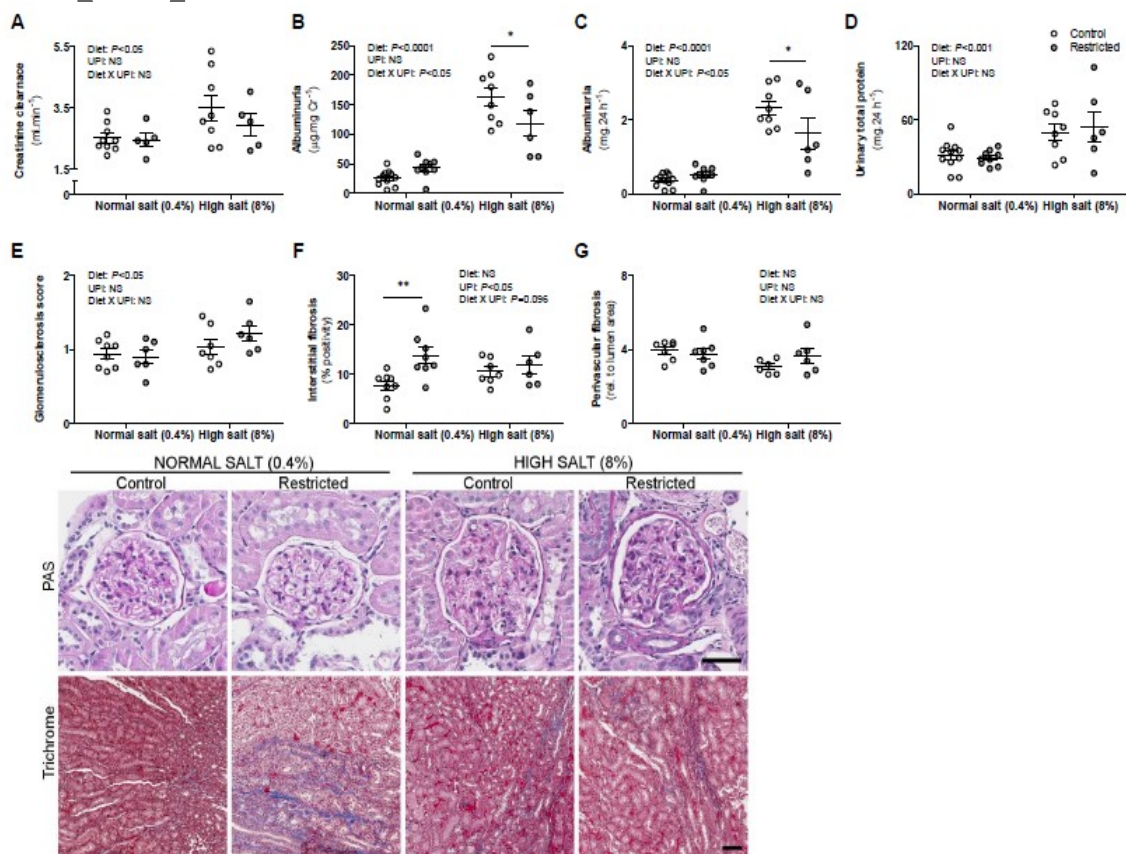 A
B
C
D
Creatinine clearnace
(ml.min⁻¹)
5.5
3.5
1.5
0
Diet: P<0.05
UPI: NS
Diet X UPI: NS
Normal salt (0.4%)
High salt (8%)
Albuminuria
(µg.mg Cr⁻¹)
250
200
150
100
50
0
Diet: P<0.0001
UPI: NS
Diet X UPI: P<0.05
*
Normal salt (0.4%)
High salt (8%)
Albuminuria
(mg.24 h⁻¹)
4
2
0
Diet: P<0.0001
UPI: NS
Diet X UPI: P<0.05
*
Normal salt (0.4%)
High salt (8%)
Urinary total protein
(mg.24 h⁻¹)
120
60
0
Diet: P<0.001
UPI: NS
Diet X UPI: NS
Control
Restricted
Normal salt (0.4%)
High salt (8%)
E
F
G
Glomerulosclerosis score
2
1
0
Diet: P<0.05
UPI: NS
Diet X UPI: NS
Normal salt (0.4%)
High salt (8%)
Interstitial fibrosis
(% positivity)
30
20
10
0
**
Diet: NS
UPI: P<0.05
Diet X UPI: P=0.096
Normal salt (0.4%)
High salt (8%)
Perivascular fibrosis
(rel. to lumen area)
8
4
0
Diet: NS
UPI: NS
Diet X UPI: NS
Normal salt (0.4%)
High salt (8%)
NORMAL SALT (0.4%)
HIGH SALT (8%)
Control
Restricted
Control
Restricted
PAS
Trichrome